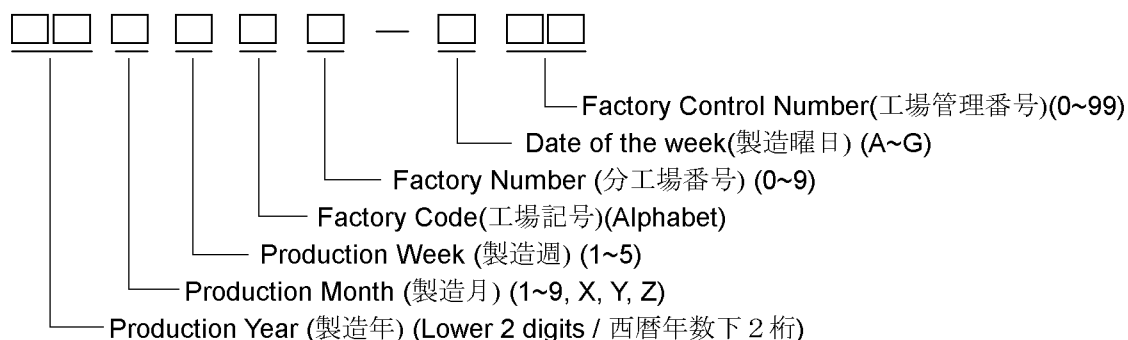 Factory Control Number(工場管理番号)(0~99)
Date of the week(製造曜日) (A~G)
Factory Number (分工場番号) (0~9)
Factory Code(工場記号)(Alphabet)
Production Week (製造週) (1~5)
Production Month (製造月) (1~9, X, Y, Z)
Production Year (製造年) (Lower 2 digits / 西暦年数下２桁)